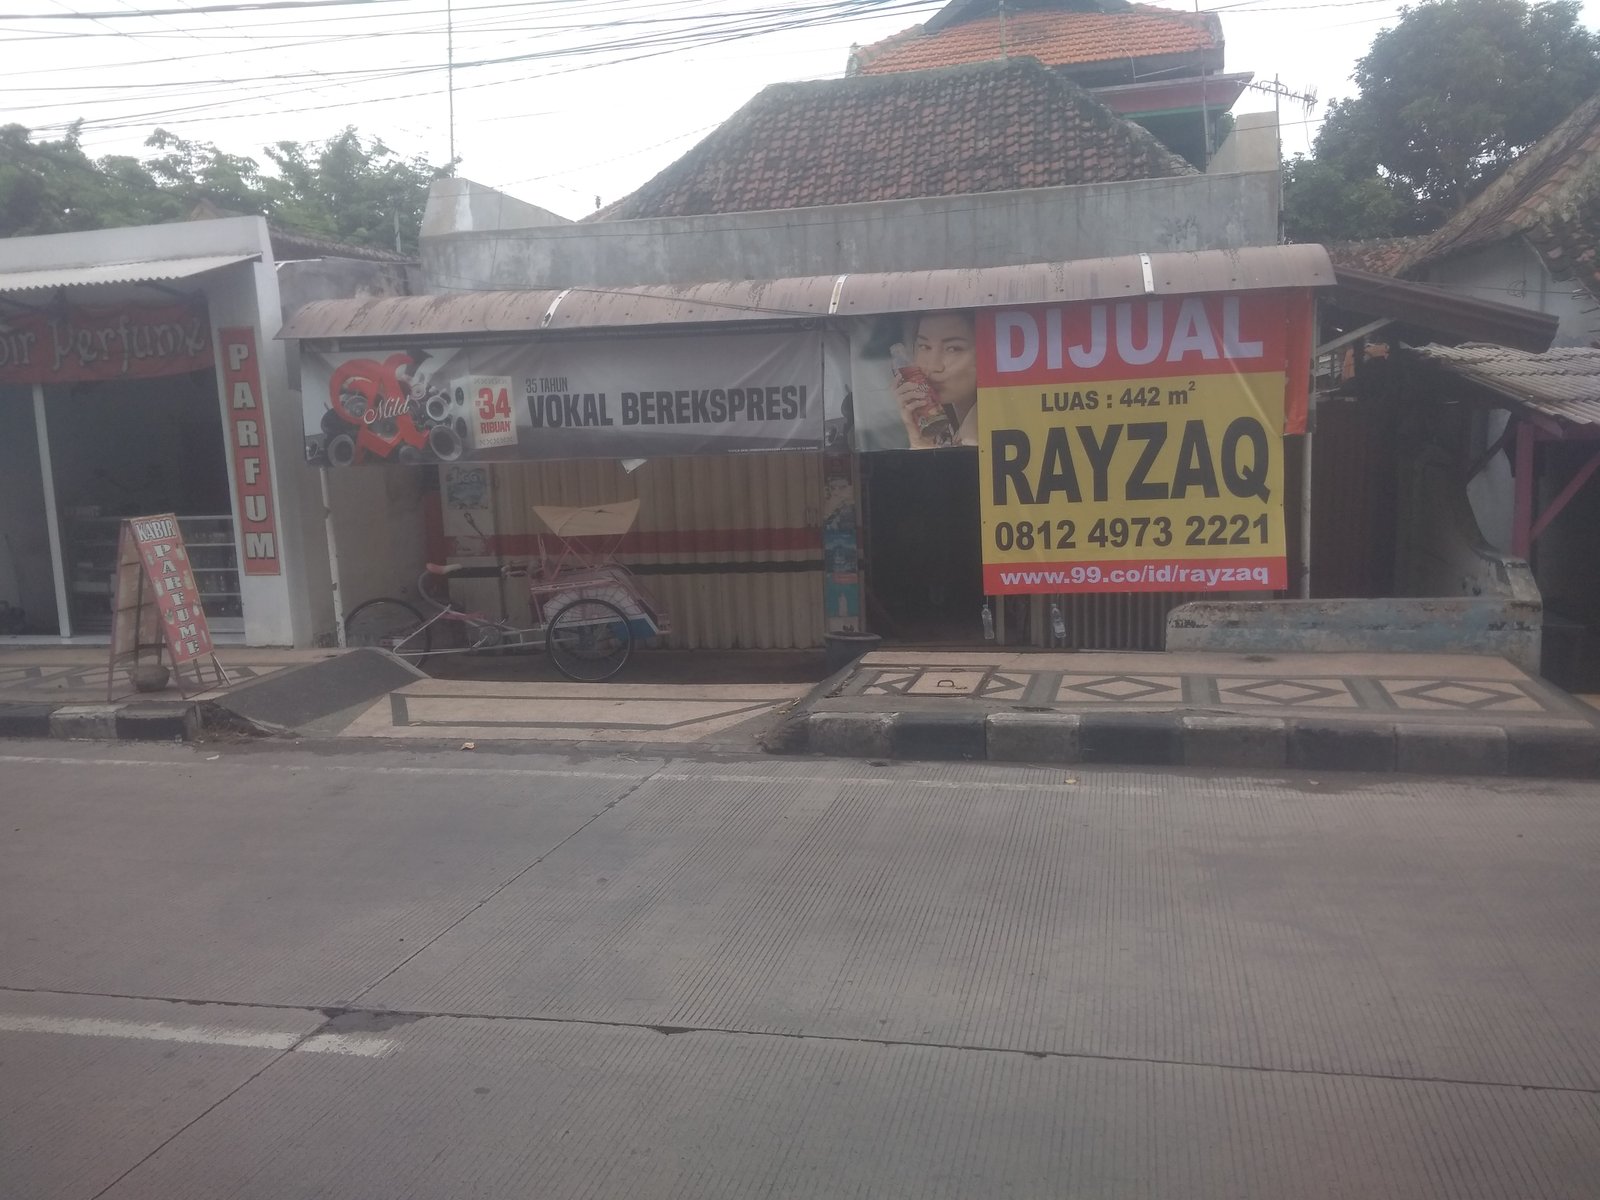 Perfume
PARFUM
KABIR
PARFUME
Mild
34
RIBUAN
35 TAHUN
VOKAL BEREKSPRESI
DIJUAL
LUAS : 442 m²
RAYZAQ
0812 4973 2221
www.99.co/id/rayzaq